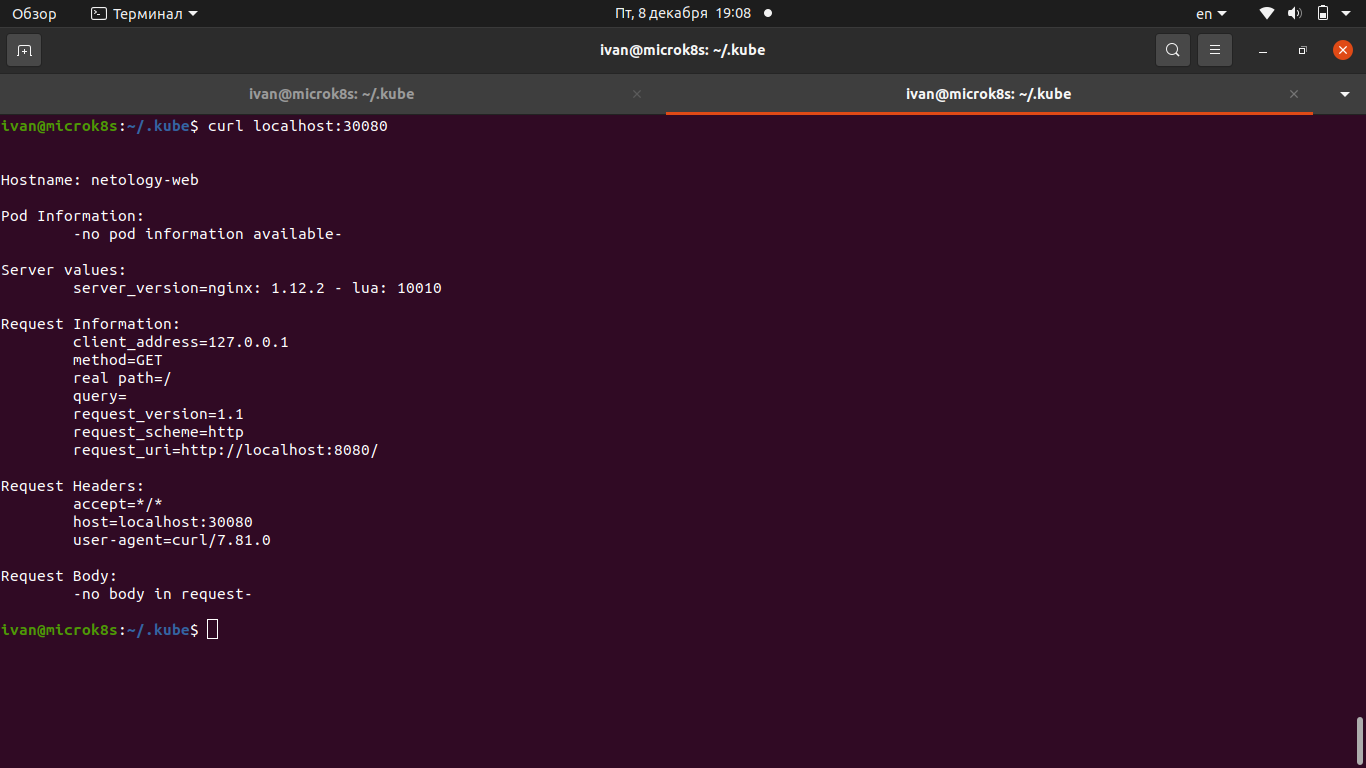 Обзор Терминал Пт, 8 декабря 19:08 en
ivan@microk8s: ~/.kube
ivan@microk8s: ~/.kube ivan@microk8s: ~/.kube
ivan@microk8s:~/.kube$ curl localhost:30080
Hostname: netology-web
Pod Information:
-no pod information available-
Server values:
server_version=nginx: 1.12.2 - lua: 10010
Request Information:
client_address=127.0.0.1
method=GET
real path=/
query=
request_version=1.1
request_scheme=http
request_uri=http://localhost:8080/
Request Headers:
accept=*/*
host=localhost:30080
user-agent=curl/7.81.0
Request Body:
-no body in request-
ivan@microk8s:~/.kube$